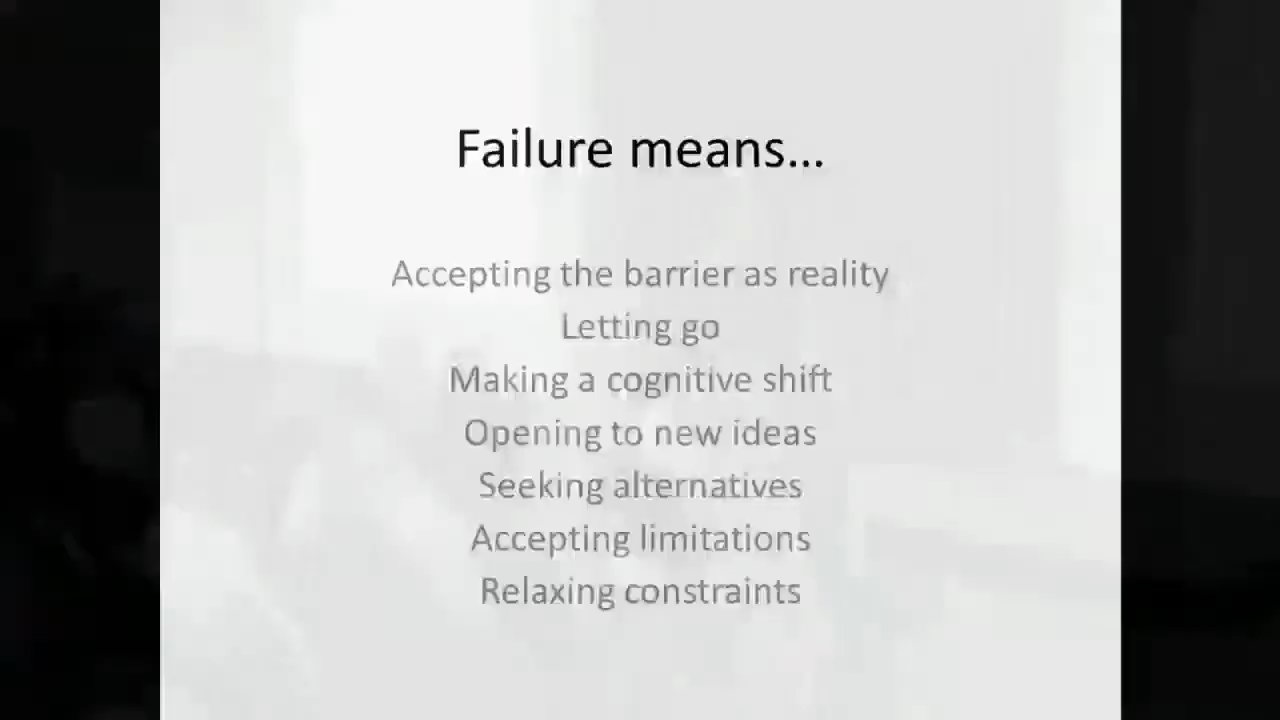 Failure means...
Accepting the barrier as reality
Letting go
Making a cognitive shift
Opening to new ideas
Seeking alternatives
Accepting limitations
Relaxing constraints